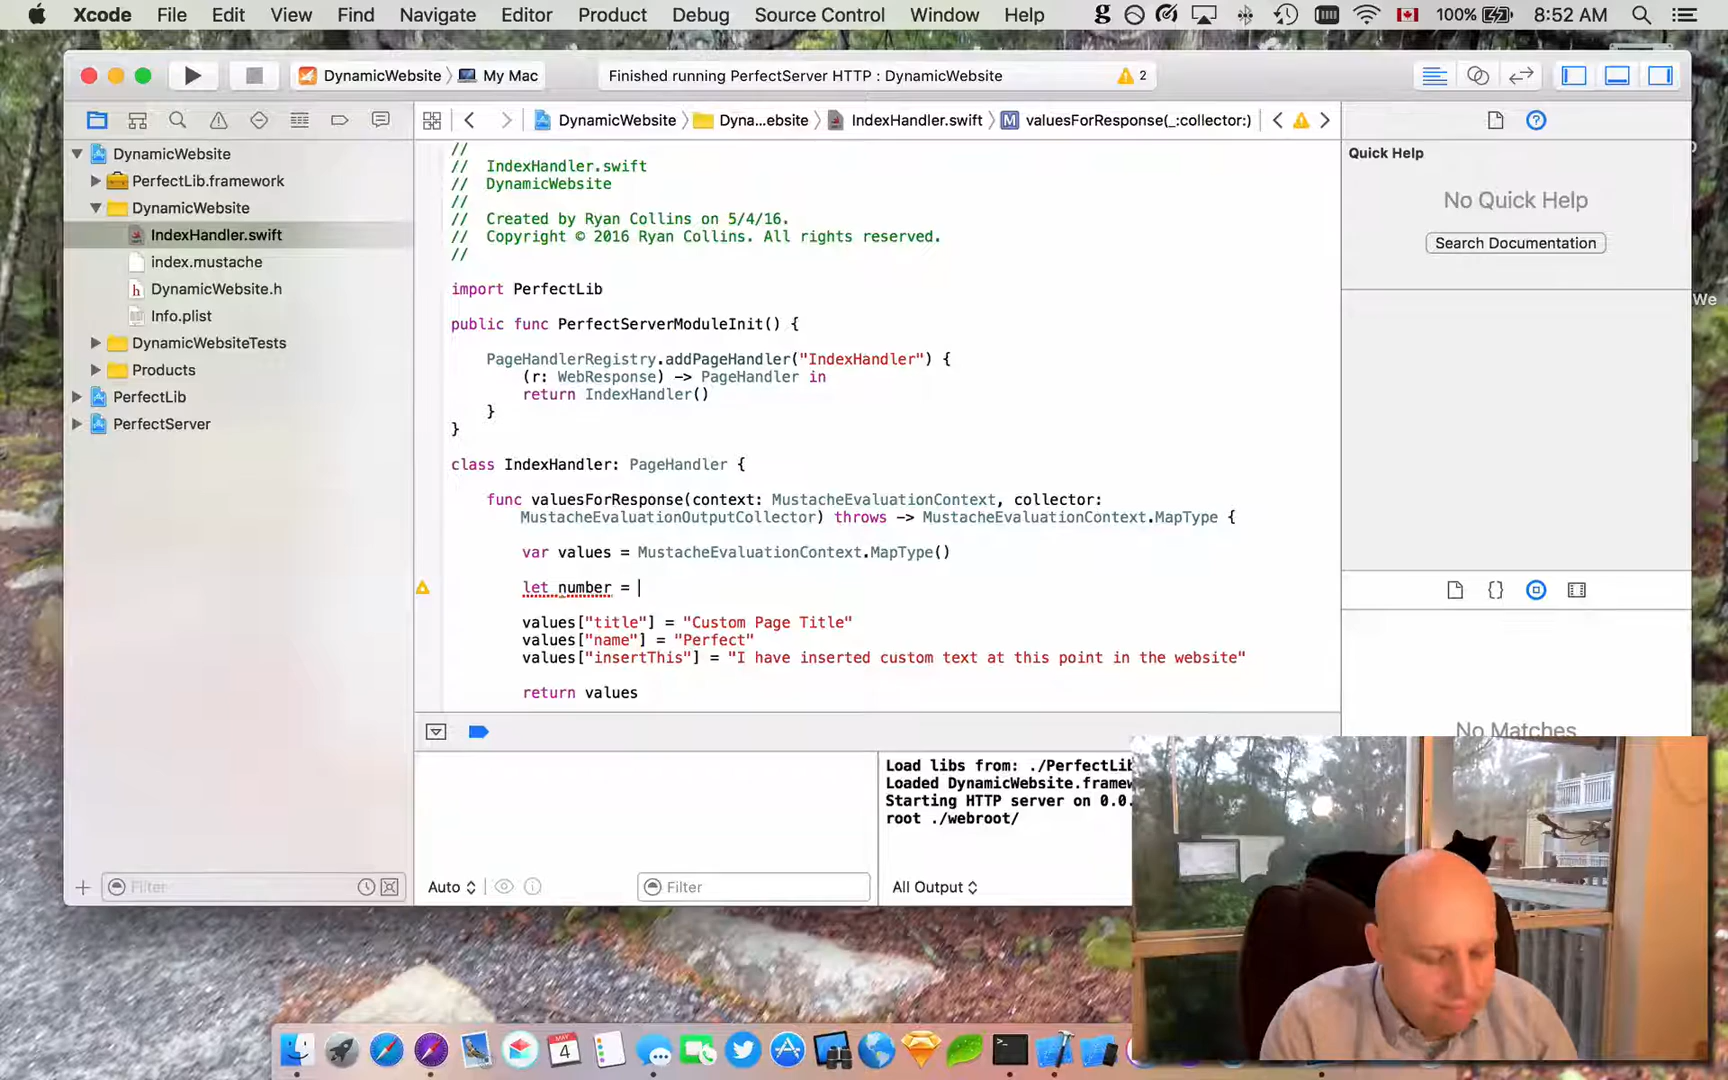 Xcode File Edit View Find Navigate Editor Product Debug Source Control Window Help 100% 8:52 AM
DynamicWebsite My Mac
Finished running PerfectServer HTTP : DynamicWebsite
2
DynamicWebsite Dyna...ebsite IndexHandler.swift M valuesForResponse(_:collector:)
DynamicWebsite
PerfectLib.framework
DynamicWebsite
IndexHandler.swift
index.mustache
h DynamicWebsite.h
Info.plist
DynamicWebsiteTests
Products
PerfectLib
PerfectServer
Filter
//
// IndexHandler.swift
// DynamicWebsite
//
// Created by Ryan Collins on 5/4/16.
// Copyright © 2016 Ryan Collins. All rights reserved.
//
import PerfectLib
public func PerfectServerModuleInit() {
PageHandlerRegistry.addPageHandler("IndexHandler") {
(r: WebResponse) -> PageHandler in
return IndexHandler()
}
}
class IndexHandler: PageHandler {
func valuesForResponse(context: MustacheEvaluationContext, collector:
MustacheEvaluationOutputCollector) throws -> MustacheEvaluationContext.MapType {
var values = MustacheEvaluationContext.MapType()
let number =
values["title"] = "Custom Page Title"
values["name"] = "Perfect"
values["insertThis"] = "I have inserted custom text at this point in the website"
return values
Auto
Filter
Load libs from: ./PerfectLib
Loaded DynamicWebsite.framew
Starting HTTP server on 0.0.
root ./webroot/
All Output
Quick Help
No Quick Help
Search Documentation
{}
No Matches
We
MAY
4